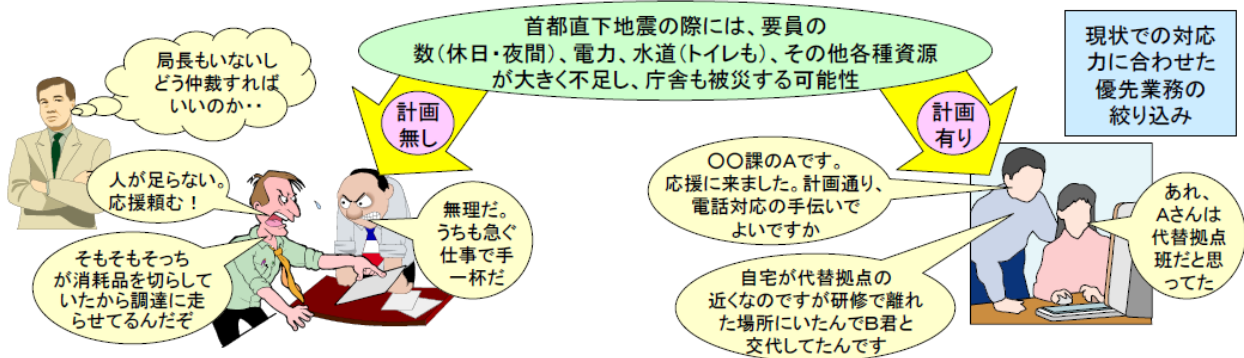 首都直下地震の際には、要員の
数(休日・夜間)、電力、水道(トイレも)、その他各種資源
が大きく不足し、庁舎も被災する可能性
現状での対応
力に合わせた
優先業務の
絞り込み
局長もいないし
どう仲裁すれば
いいのか・・
計画
無し
計画
有り
人が足らない。
応援頼む！
無理だ。
うちも急ぐ
仕事で手
一杯だ
そもそもそっち
が消耗品を切らして
いたから調達に走
らせてるんだぞ
〇〇課のAです。
応援に来ました。計画通り、
電話対応の手伝いで
よいですか
あれ、
Aさんは
代替拠点
班だと思
ってた
自宅が代替拠点の
近くなのですが研修で離れ
た場所にいたんでB君と
交代してたんです